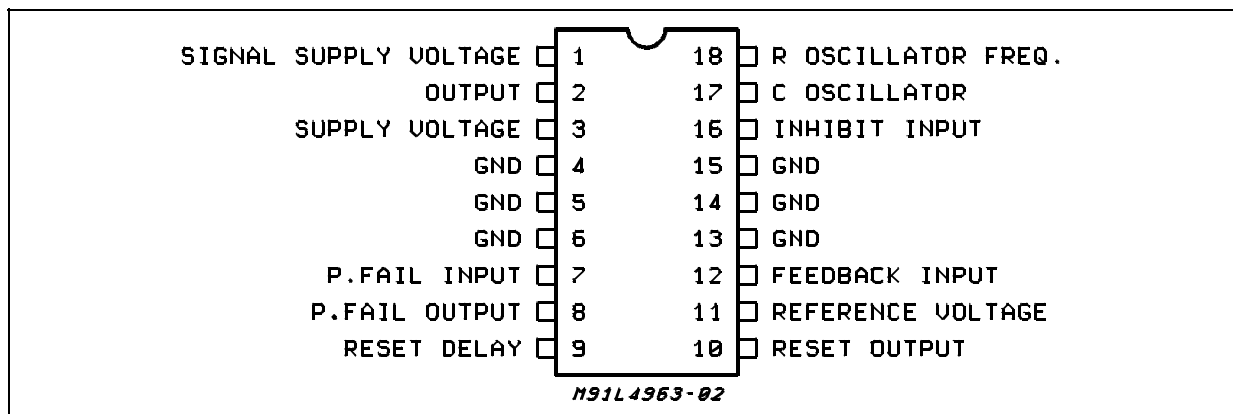 SIGNAL SUPPLY VOLTAGE 1 18 R OSCILLATOR FREQ.
OUTPUT 2 17 C OSCILLATOR
SUPPLY VOLTAGE 3 16 INHIBIT INPUT
GND 4 15 GND
GND 5 14 GND
GND 6 13 GND
P.FAIL INPUT 7 12 FEEDBACK INPUT
P.FAIL OUTPUT 8 11 REFERENCE VOLTAGE
RESET DELAY 9 10 RESET OUTPUT
M91L4963-02